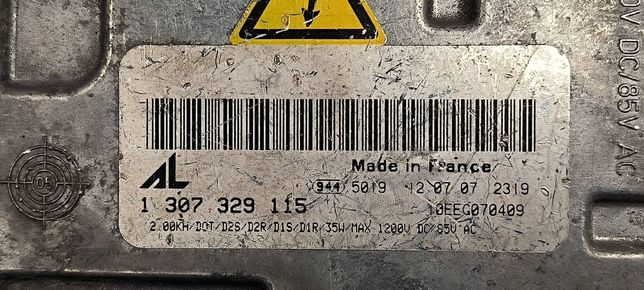 0V DC/85V AC
Made in France
AL
944 5019 12 07 07 2319
1 307 329 115
2.00KH/DOT/D2S/D2R/D1S/D1R/35W/MAX 1200V DC/85V AC
05